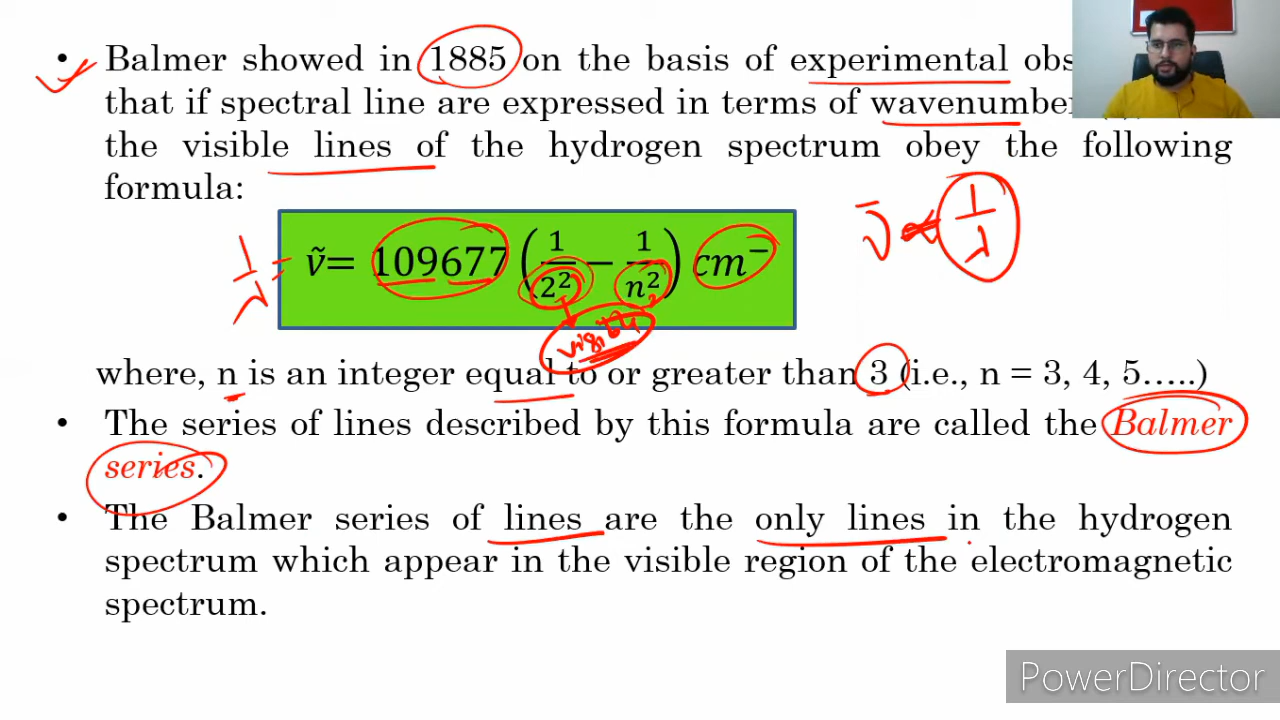 • Balmer showed in 1885 on the basis of experimental
that if spectral line are expressed in terms of wavenumber
the visible lines of the hydrogen spectrum obey the following
formula:
ν̄ ∝ 1/λ
1/λ = ṽ= 109677 (1/2² − 1/n²) cm⁻
visible
where, n is an integer equal to or greater than 3 (i.e., n = 3, 4, 5.....)
• The series of lines described by this formula are called the Balmer
series.
• The Balmer series of lines are the only lines in the hydrogen
spectrum which appear in the visible region of the electromagnetic
spectrum.
PowerDirector